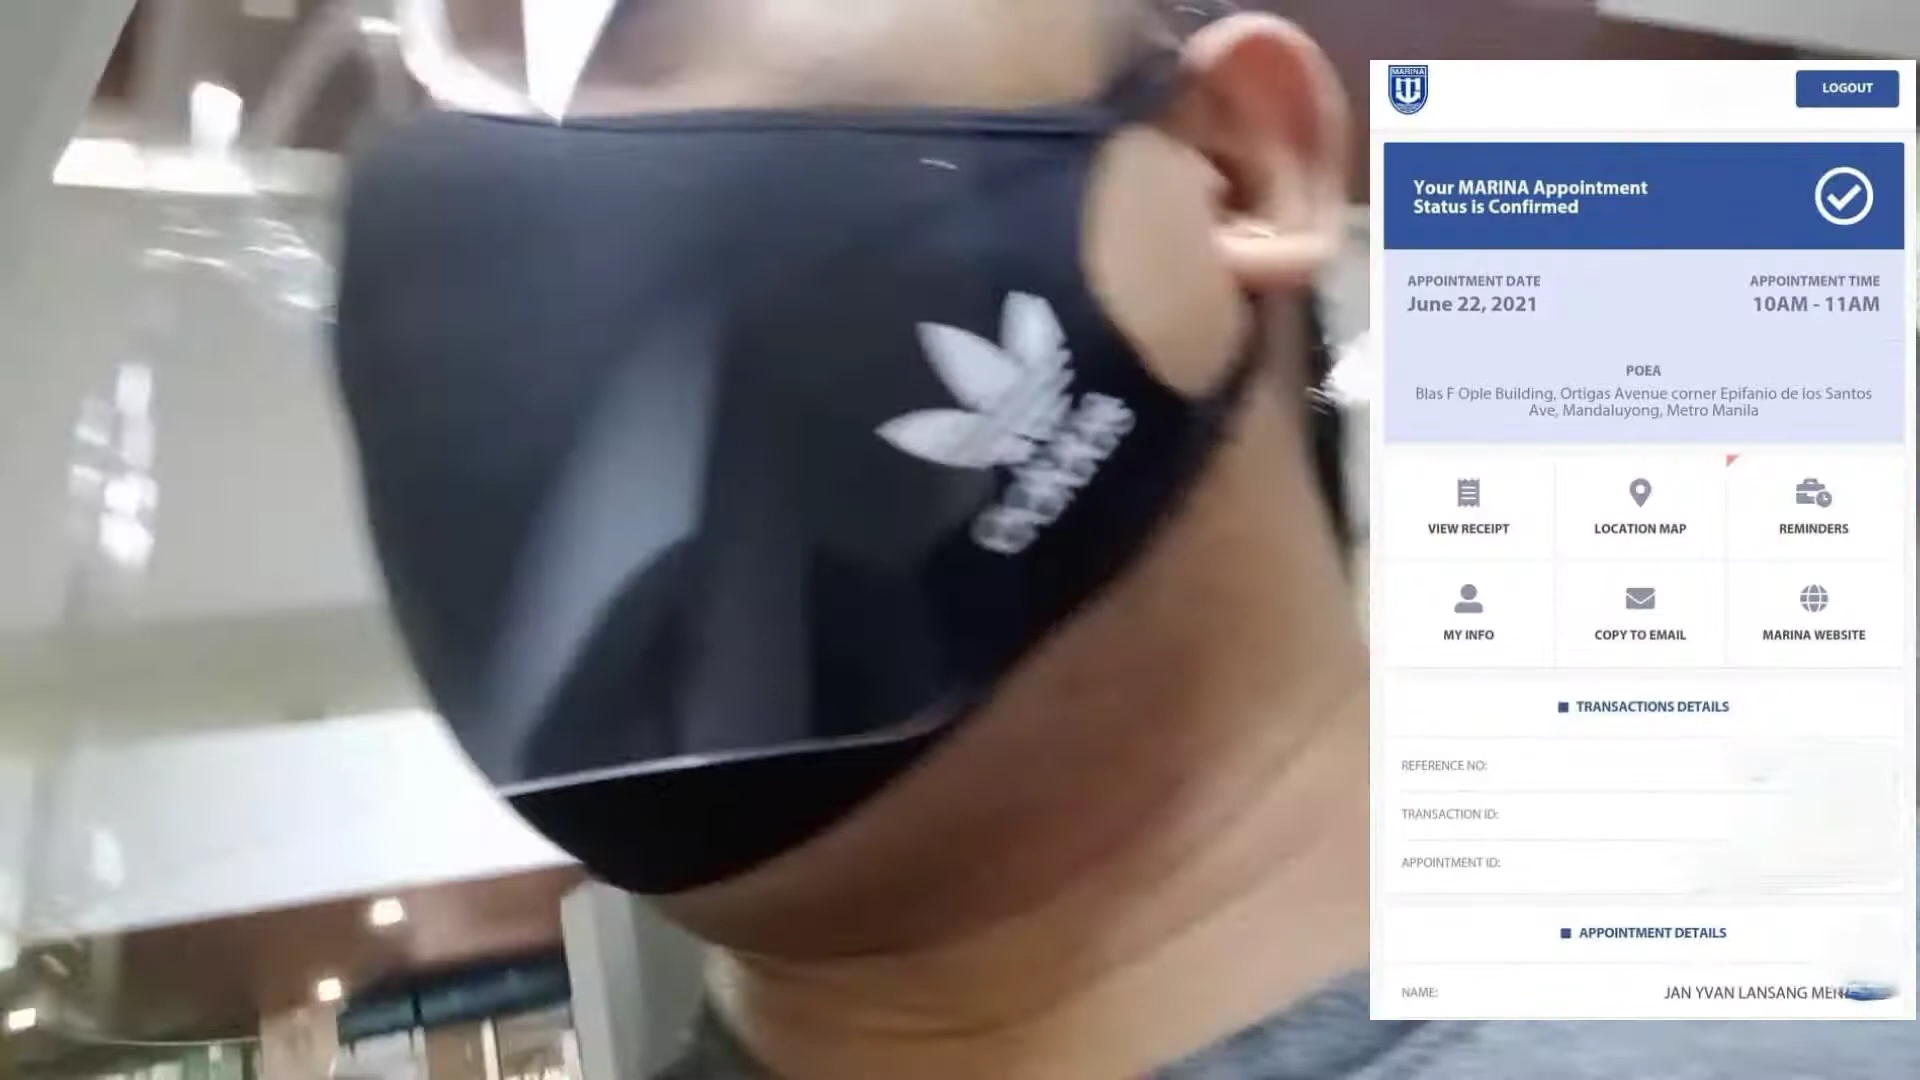 MARINA
LOGOUT
Your MARINA Appointment
Status is Confirmed
APPOINTMENT DATE
June 22, 2021
APPOINTMENT TIME
10AM - 11AM
POEA
Blas F Ople Building, Ortigas Avenue corner Epifanio de los Santos
Ave, Mandaluyong, Metro Manila
VIEW RECEIPT
LOCATION MAP
REMINDERS
MY INFO
COPY TO EMAIL
MARINA WEBSITE
TRANSACTIONS DETAILS
REFERENCE NO:
TRANSACTION ID:
APPOINTMENT ID:
APPOINTMENT DETAILS
NAME:
JAN YVAN LANSANG